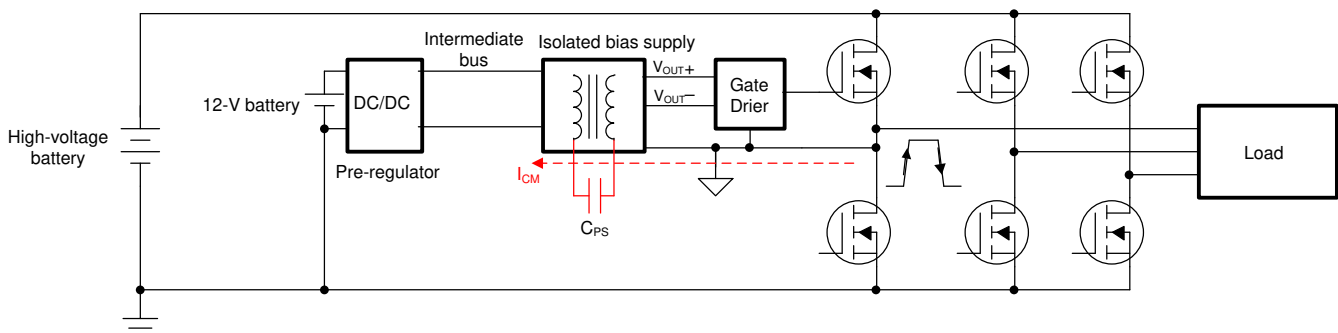 High-voltage
battery
12-V battery
DC/DC
Pre-regulator
Intermediate
bus
Isolated bias supply
VOUT+
VOUT−
Gate
Drier
ICM
CPS
Load